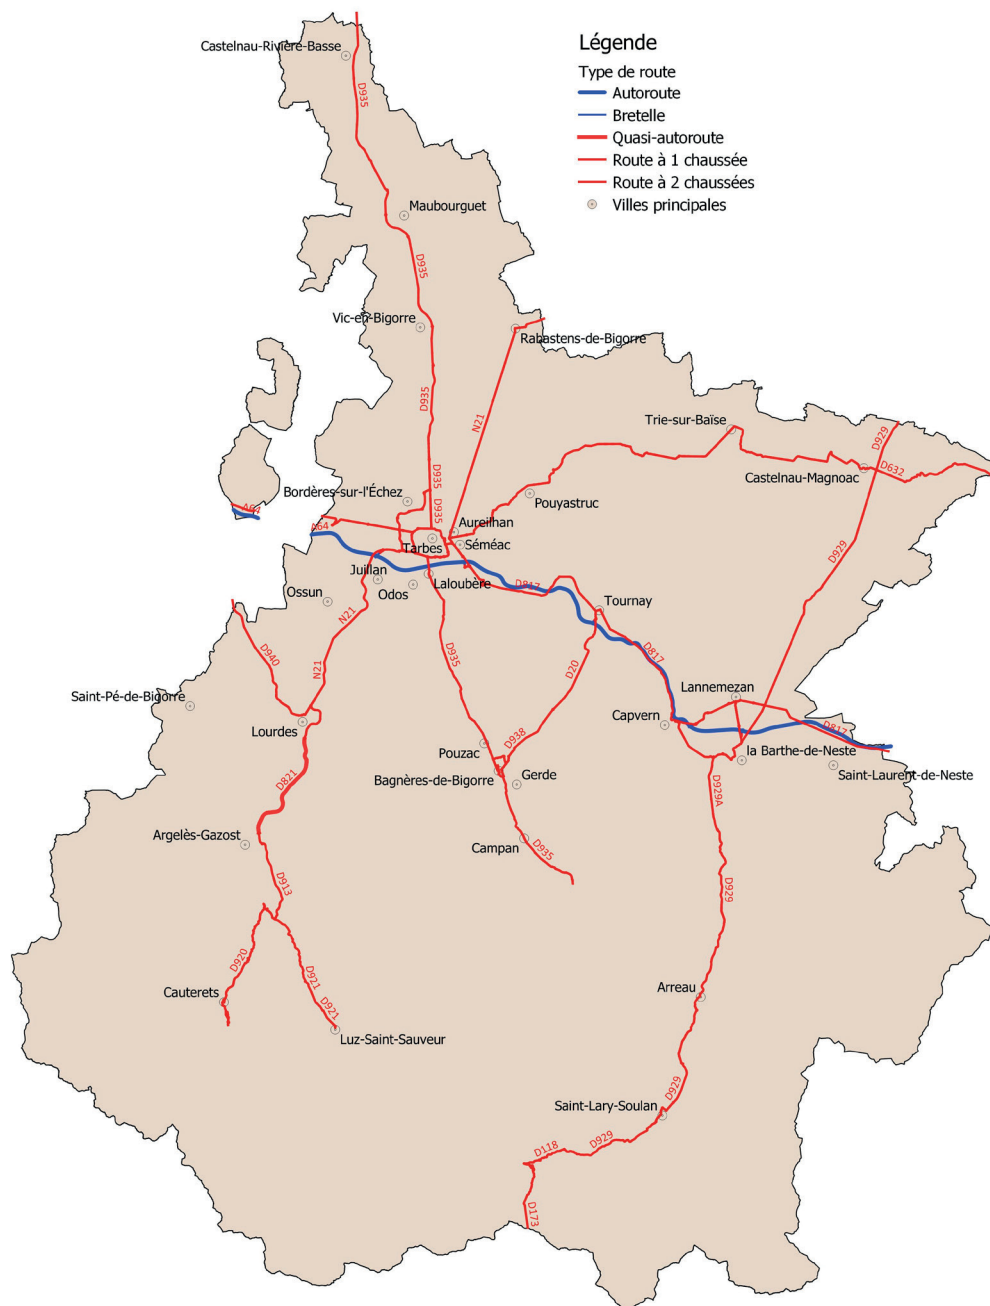 Castelnau-Rivière-Basse
D935
Légende
Type de route
Autoroute
Bretelle
Quasi-autoroute
Route à 1 chaussée
Route à 2 chaussées
Villes principales
Maubourguet
D935
Vic-en-Bigorre
Rabastens-de-Bigorre
D935
N21
Trie-sur-Baïse
D929
D632
Castelnau-Magnoac
D935
Bordères-sur-l'Échez
Pouyastruc
D935
A64
A64
Aureilhan
Tarbes
Séméac
D929
Juillan
Laloubère
D817
Ossun
Odos
Tournay
N21
D940
D935
D817
N21
D20
Saint-Pé-de-Bigorre
Lannemezan
Lourdes
Capvern
D817
Pouzac
D938
la Barthe-de-Neste
Saint-Laurent-de-Neste
D821
Bagnères-de-Bigorre
Gerde
D929A
Argelès-Gazost
Campan
D935
D913
D929
D920
D921
Cauterets
Arreau
D921
Luz-Saint-Sauveur
D929
Saint-Lary-Soulan
D118
D929
D173